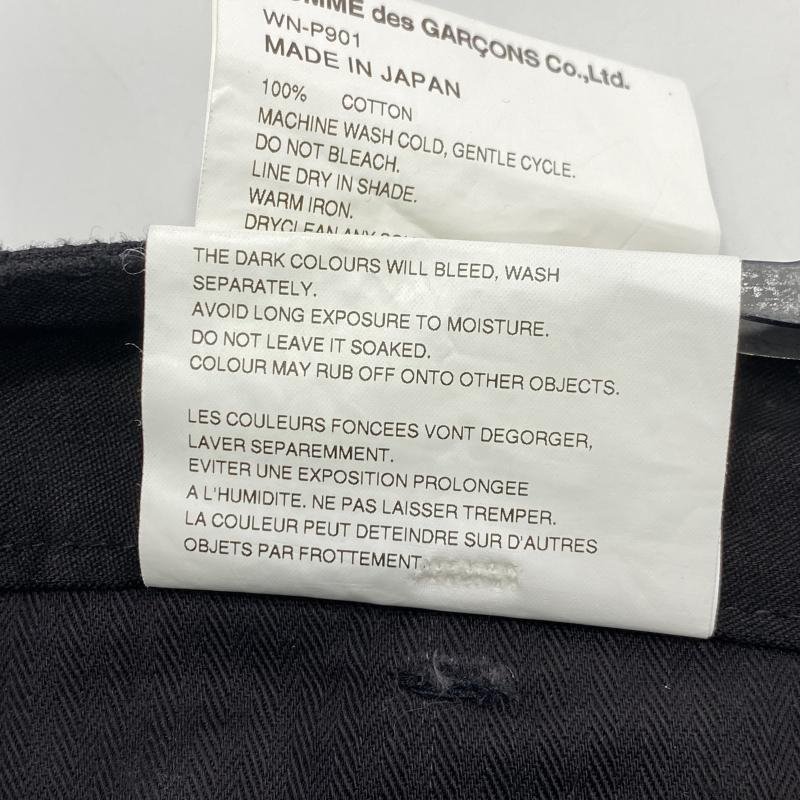 des GARÇONS Co.,Ltd.
WN-P901
MADE IN JAPAN
100% COTTON
MACHINE WASH COLD, GENTLE CYCLE.
DO NOT BLEACH.
LINE DRY IN SHADE.
WARM IRON.
DRYCLEAN ANY
THE DARK COLOURS WILL BLEED, WASH
SEPARATELY.
AVOID LONG EXPOSURE TO MOISTURE.
DO NOT LEAVE IT SOAKED.
COLOUR MAY RUB OFF ONTO OTHER OBJECTS.
LES COULEURS FONCEES VONT DEGORGER,
LAVER SEPAREMMENT.
EVITER UNE EXPOSITION PROLONGEE
A L'HUMIDITE. NE PAS LAISSER TREMPER.
LA COULEUR PEUT DETEINDRE SUR D'AUTRES
OBJETS PAR FROTTEMENT.